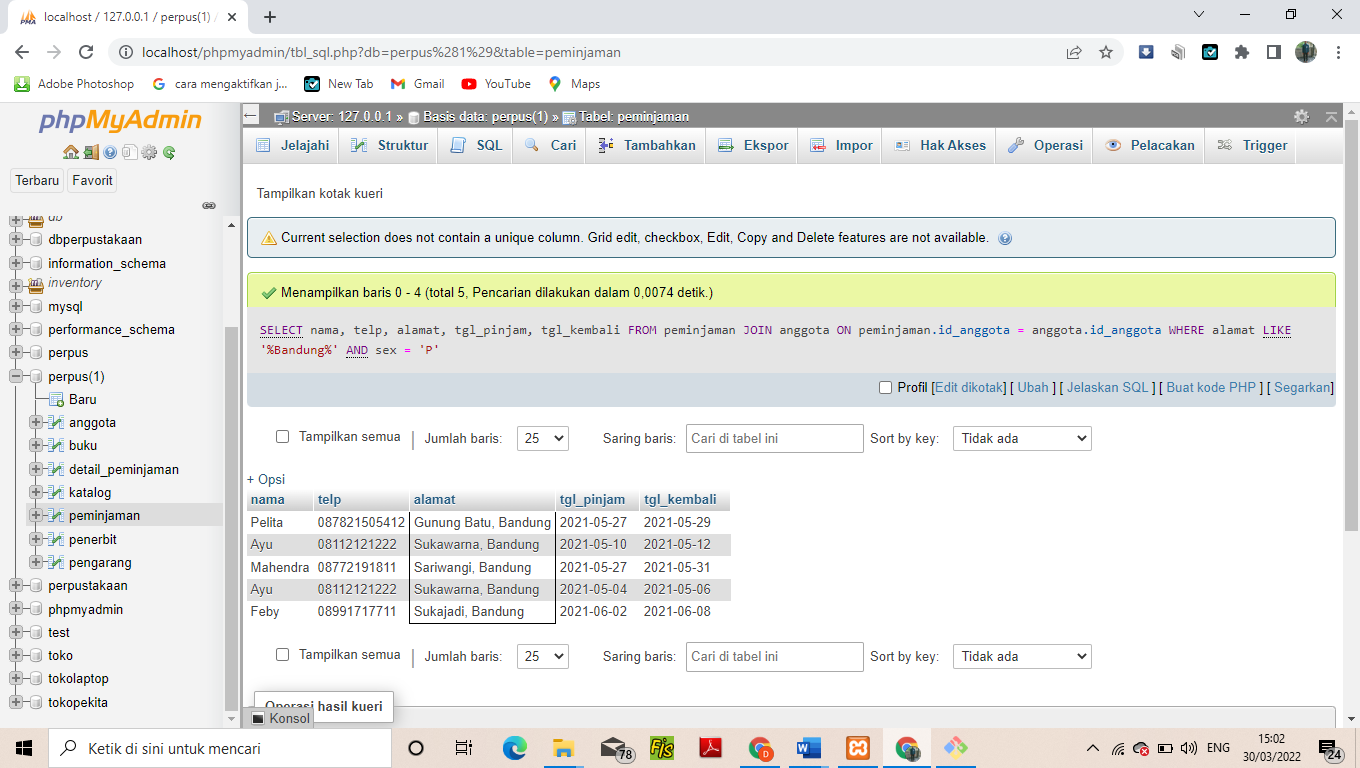 localhost / 127.0.0.1 / perpus(1) /
localhost/phpmyadmin/tbl_sql.php?db=perpus%281%29&table=peminjaman
Adobe Photoshop cara mengaktifkan j... New Tab Gmail YouTube Maps
phpMyAdmin
Terbaru Favorit
db
dbperpustakaan
information_schema
inventory
mysql
performance_schema
perpus
perpus(1)
Baru
anggota
buku
detail_peminjaman
katalog
peminjaman
penerbit
pengarang
perpustakaan
phpmyadmin
test
toko
tokolaptop
tokopekita
Server: 127.0.0.1 » Basis data: perpus(1) » Tabel: peminjaman
Jelajahi Struktur SQL Cari Tambahkan Ekspor Impor Hak Akses Operasi Pelacakan Trigger
Tampilkan kotak kueri
Current selection does not contain a unique column. Grid edit, checkbox, Edit, Copy and Delete features are not available.
Menampilkan baris 0 - 4 (total 5, Pencarian dilakukan dalam 0,0074 detik.)
SELECT nama, telp, alamat, tgl_pinjam, tgl_kembali FROM peminjaman JOIN anggota ON peminjaman.id_anggota = anggota.id_anggota WHERE alamat LIKE
'%Bandung%' AND sex = 'P'
Profil [Edit dikotak] [ Ubah ] [ Jelaskan SQL ] [ Buat kode PHP ] [ Segarkan]
Tampilkan semua | Jumlah baris: 25 Saring baris: Cari di tabel ini Sort by key: Tidak ada
+ Opsi
nama telp alamat tgl_pinjam tgl_kembali
Pelita 087821505412 Gunung Batu, Bandung 2021-05-27 2021-05-29
Ayu 08112121222 Sukawarna, Bandung 2021-05-10 2021-05-12
Mahendra 08772191811 Sariwangi, Bandung 2021-05-27 2021-05-31
Ayu 08112121222 Sukawarna, Bandung 2021-05-04 2021-05-06
Feby 08991717711 Sukajadi, Bandung 2021-06-02 2021-06-08
Tampilkan semua | Jumlah baris: 25 Saring baris: Cari di tabel ini Sort by key: Tidak ada
Operasi hasil kueri
Konsol
Ketik di sini untuk mencari
78
ENG
15:02
30/03/2022
24